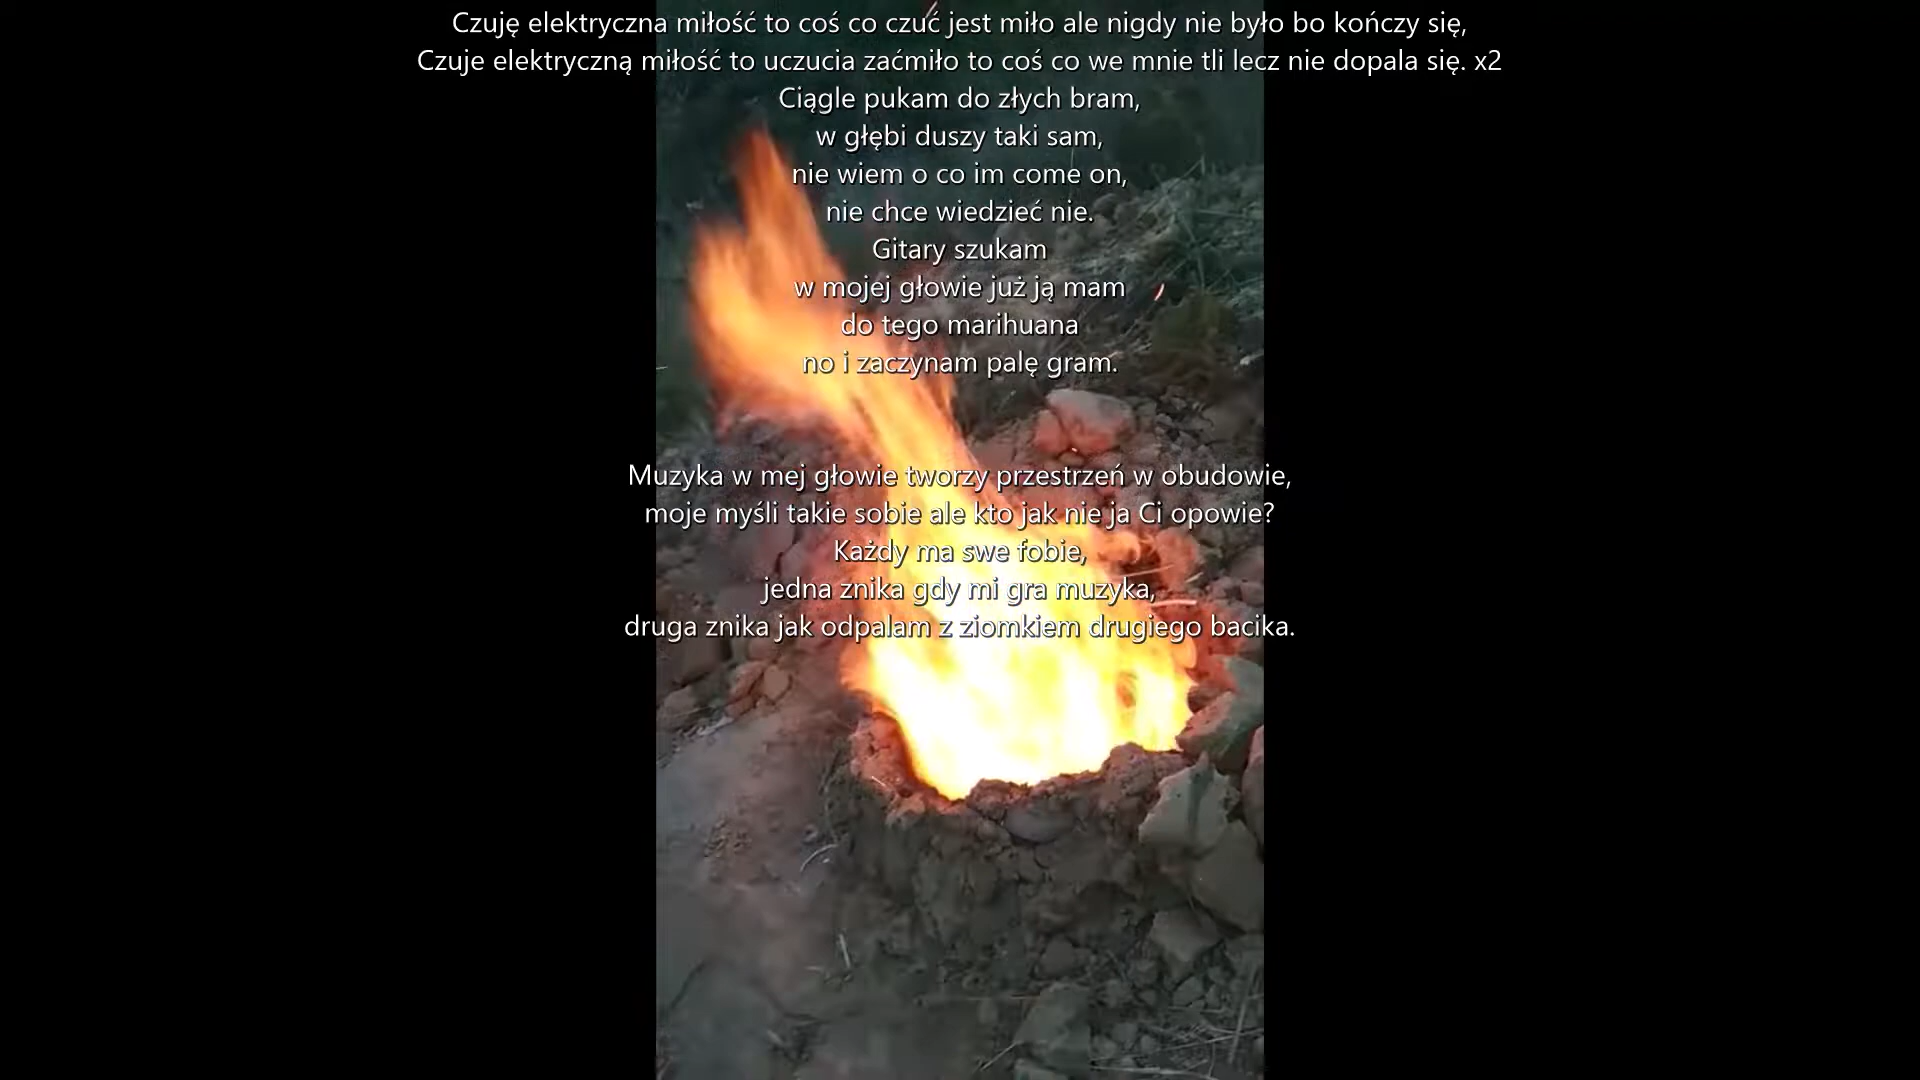 Czuję elektryczna miłość to coś co czuć jest miło ale nigdy nie było bo kończy się,
Czuje elektryczną miłość to uczucia zaćmiło to coś co we mnie tli lecz nie dopala się. x2
Ciągle pukam do złych bram,
w głębi duszy taki sam,
nie wiem o co im come on,
nie chce wiedzieć nie.
Gitary szukam
w mojej głowie już ją mam
do tego marihuana
no i zaczynam palę gram.
Muzyka w mej głowie tworzy przestrzeń w obudowie,
moje myśli takie sobie ale kto jak nie ja Ci opowie?
Każdy ma swe fobie,
jedna znika gdy mi gra muzyka,
druga znika jak odpalam z ziomkiem drugiego bacika.